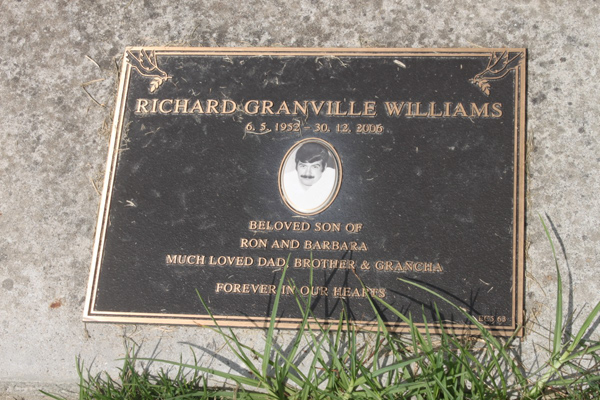 RICHARD GRANVILLE WILLIAMS
6. 5. 1952 – 30. 12. 2006
BELOVED SON OF
RON AND BARBARA
MUCH LOVED DAD, BROTHER & GRANCHA
FOREVER IN OUR HEARTS